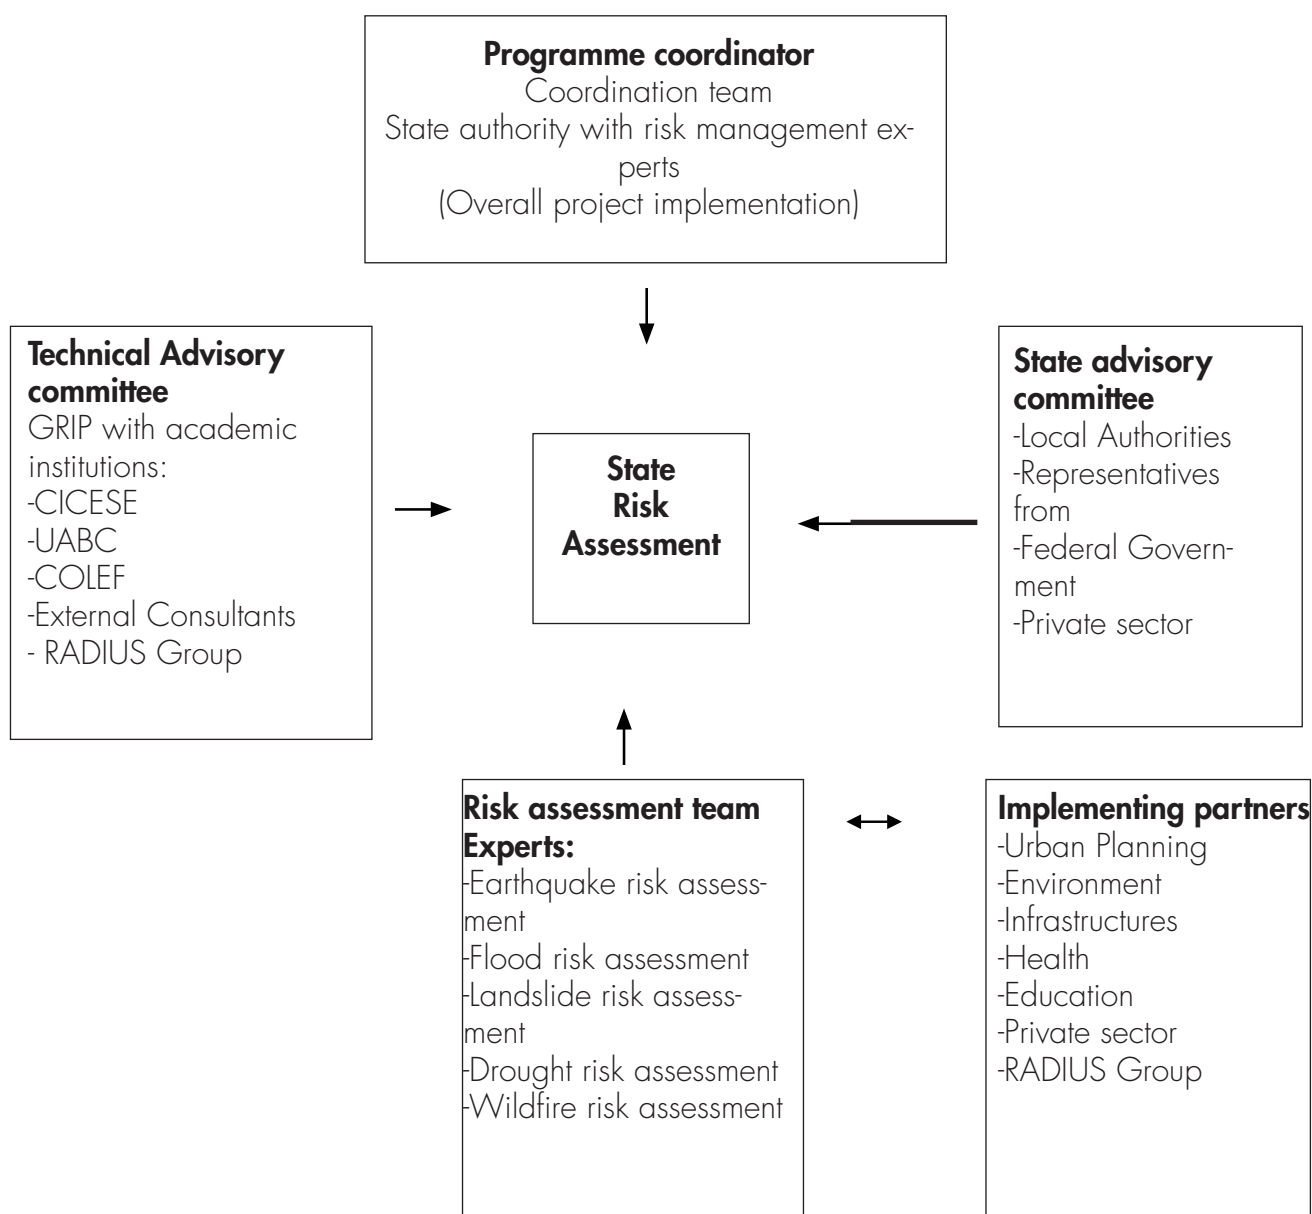 Programme coordinator
Coordination team
State authority with risk management ex-
perts
(Overall project implementation)
Technical Advisory
committee
GRIP with academic
institutions:
-CICESE
-UABC
-COLEF
-External Consultants
- RADIUS Group
State
Risk
Assessment
State advisory
committee
-Local Authorities
-Representatives
from
-Federal Govern-
ment
-Private sector
Risk assessment team
Experts:
-Earthquake risk assess-
ment
-Flood risk assessment
-Landslide risk assess-
ment
-Drought risk assessment
-Wildfire risk assessment
Implementing partners
-Urban Planning
-Environment
-Infrastructures
-Health
-Education
-Private sector
-RADIUS Group